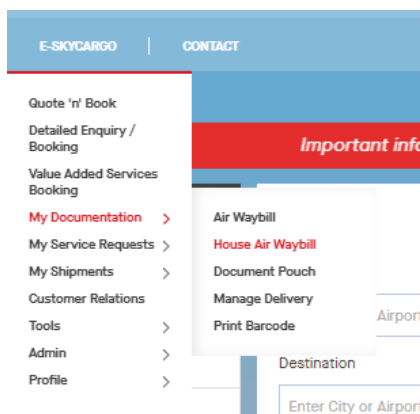 E-SKYCARGO
CONTACT
Quote 'n' Book
Detailed Enquiry /
Booking
Important info
Value Added Services
Booking
My Documentation
My Service Requests
My Shipments
Customer Relations
Tools
Admin
Profile
Air Waybill
House Air Waybill
Document Pouch
Manage Delivery
Print Barcode
Airport
Destination
Enter City or Airport